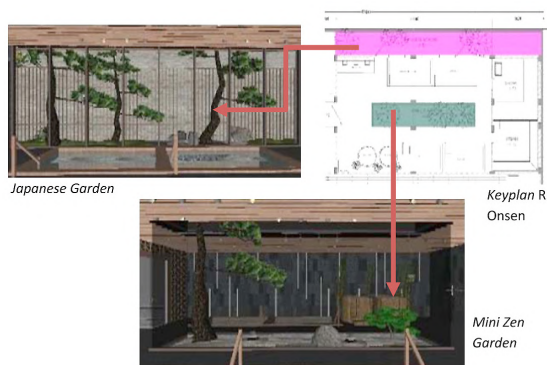 Japanese Garden
Keyplan R
Onsen
Mini Zen
Garden